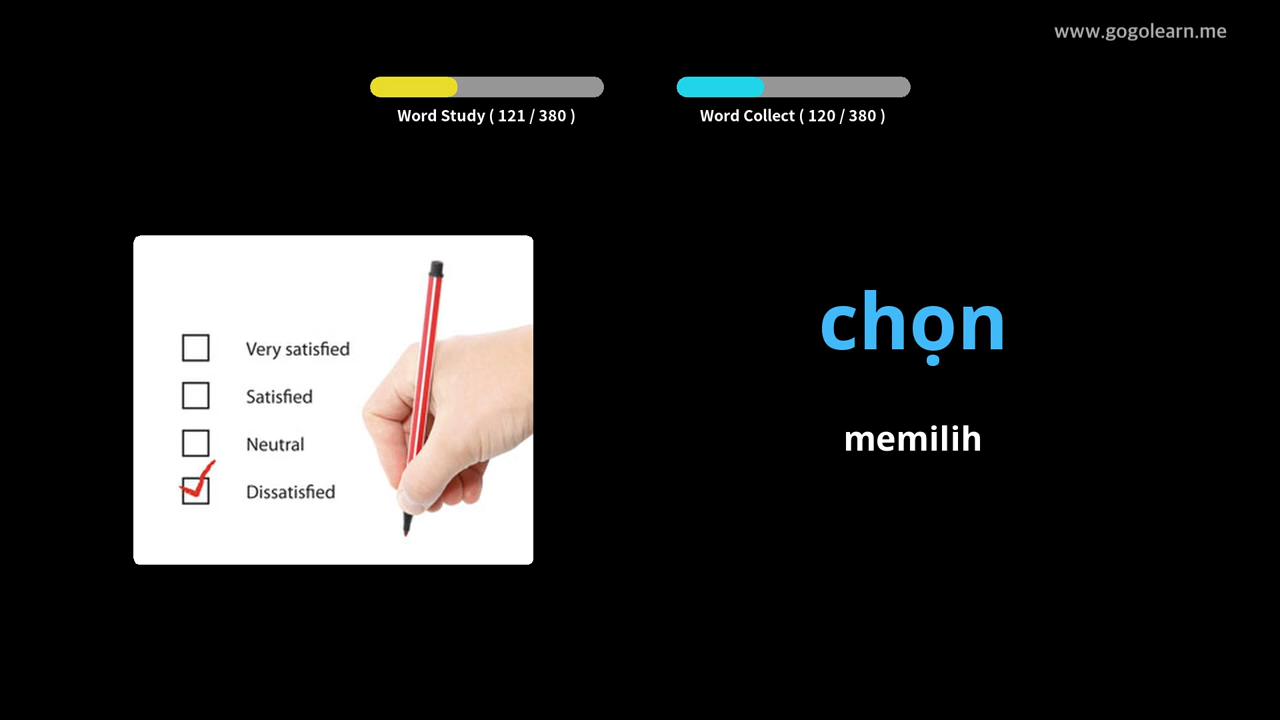 www.gogolearn.me
Word Study ( 121 / 380 )
Word Collect ( 120 / 380 )
Very satisfied
Satisfied
Neutral
Dissatisfied
chọn
memilih